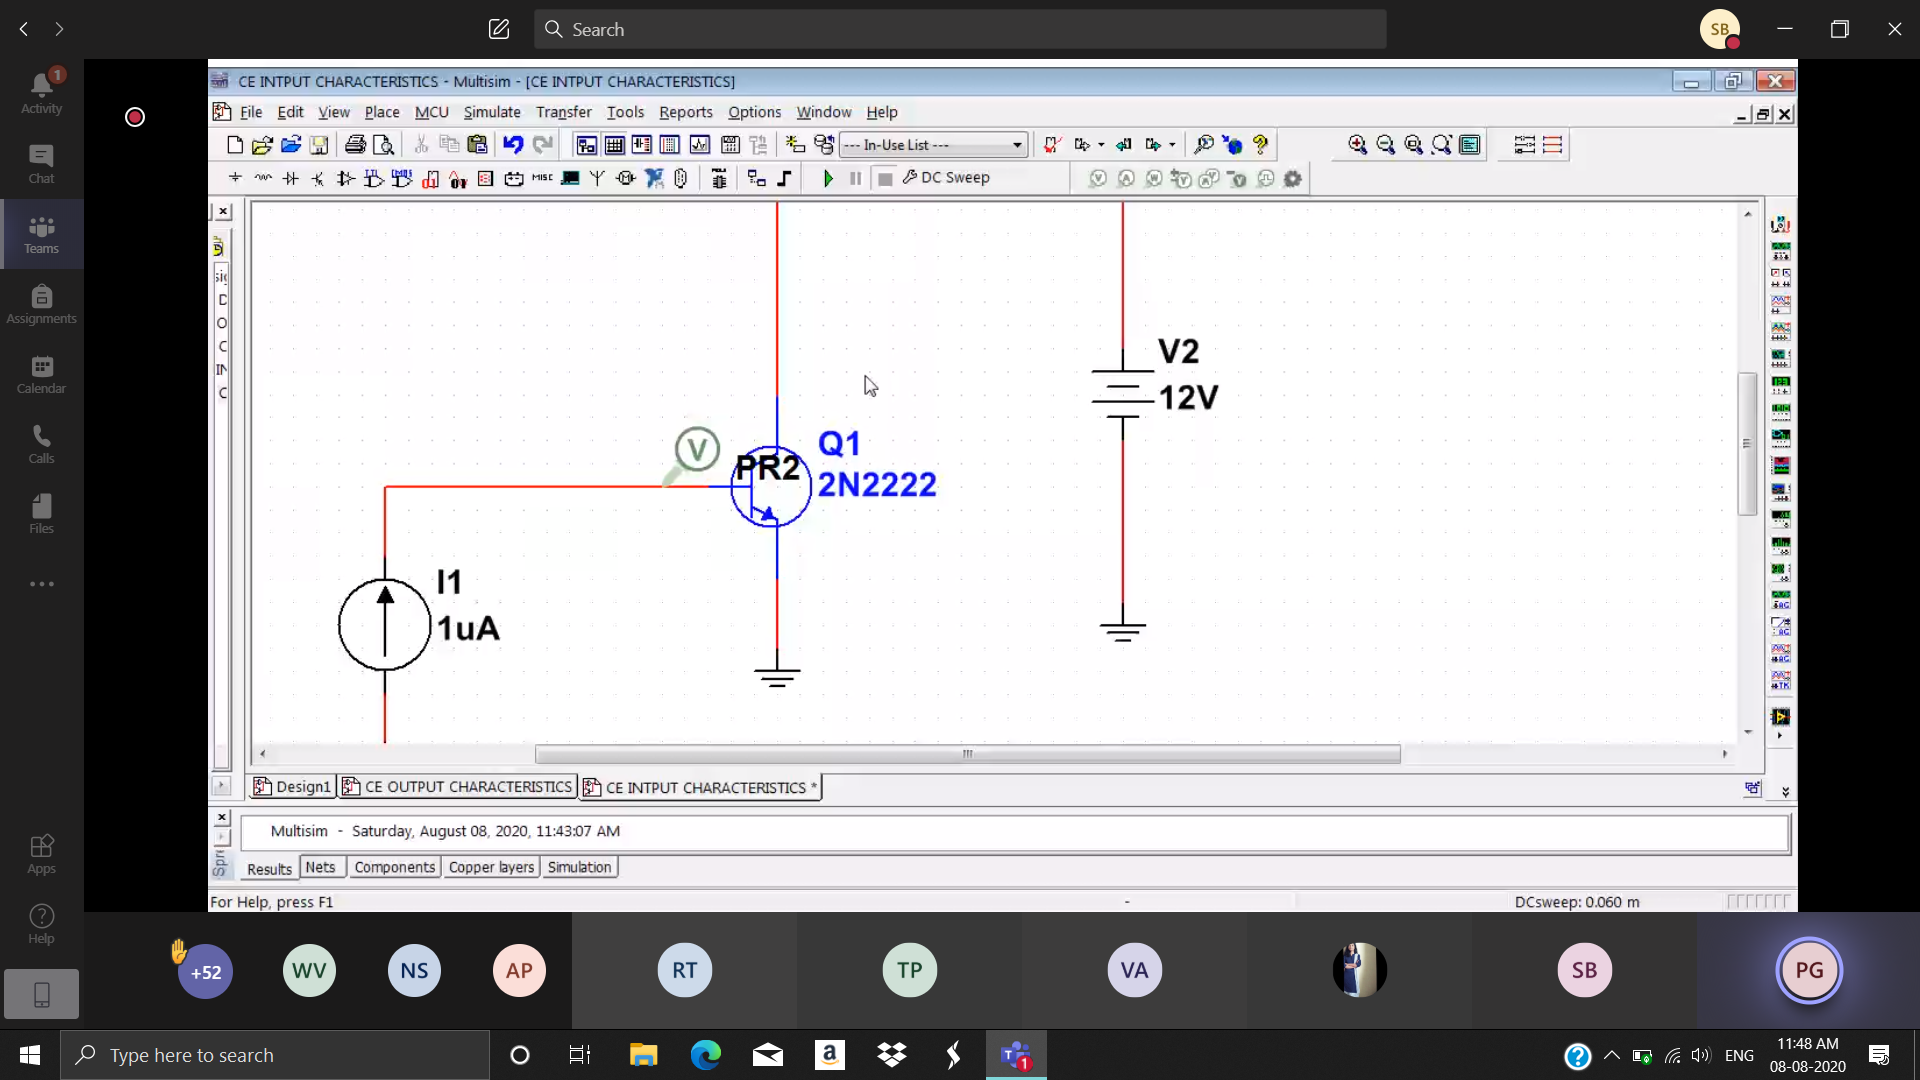 Search
SB
Activity
1
Chat
Teams
Assignments
Calendar
Calls
Files
Apps
Help
CE INTPUT CHARACTERISTICS - Multisim - [CE INTPUT CHARACTERISTICS]
File Edit View Place MCU Simulate Transfer Tools Reports Options Window Help
--- In-Use List ---
MISC
DC Sweep
V2
12V
V
PR2
Q1
2N2222
I1
1uA
Design1
CE OUTPUT CHARACTERISTICS
CE INTPUT CHARACTERISTICS *
Multisim - Saturday, August 08, 2020, 11:43:07 AM
Results Nets Components Copper layers Simulation
For Help, press F1
-
DCsweep: 0.060 m
+52
WV
NS
AP
RT
TP
VA
SB
PG
Type here to search
1
ENG
11:48 AM
08-08-2020